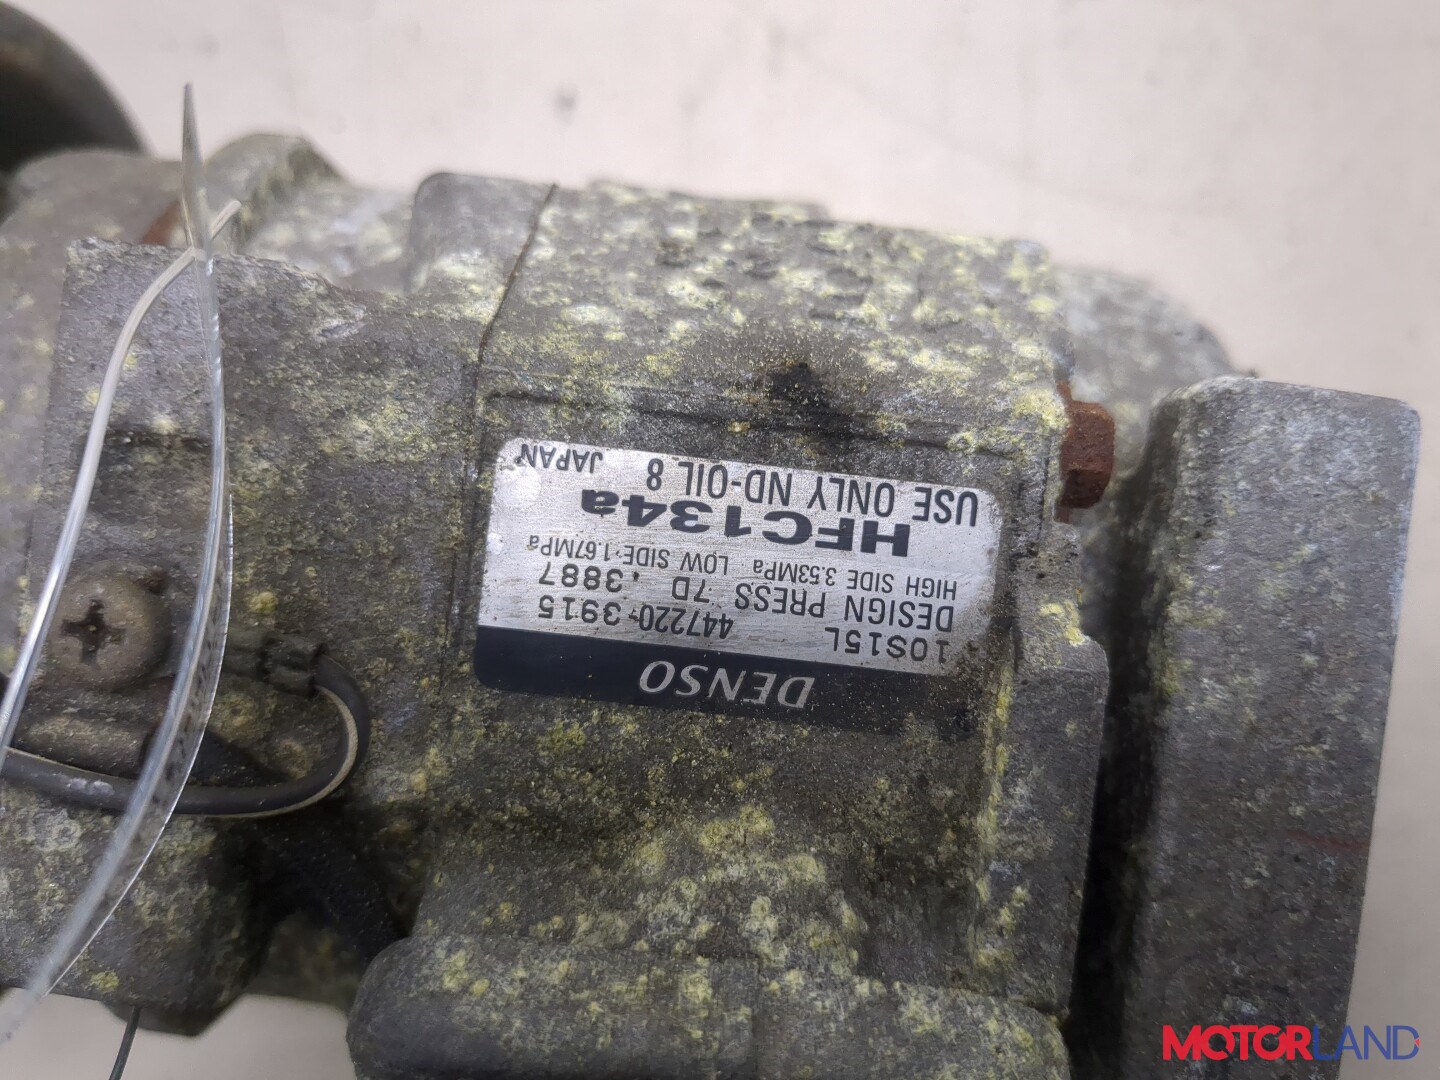 DENSO
10S15L 447220-3915
DESIGN PRESS 7D .3887
HIGH SIDE 3.53MPa LOW SIDE 1.67MPa
HFC134a
USE ONLY ND-OIL 8
JAPAN
MOTORLAND